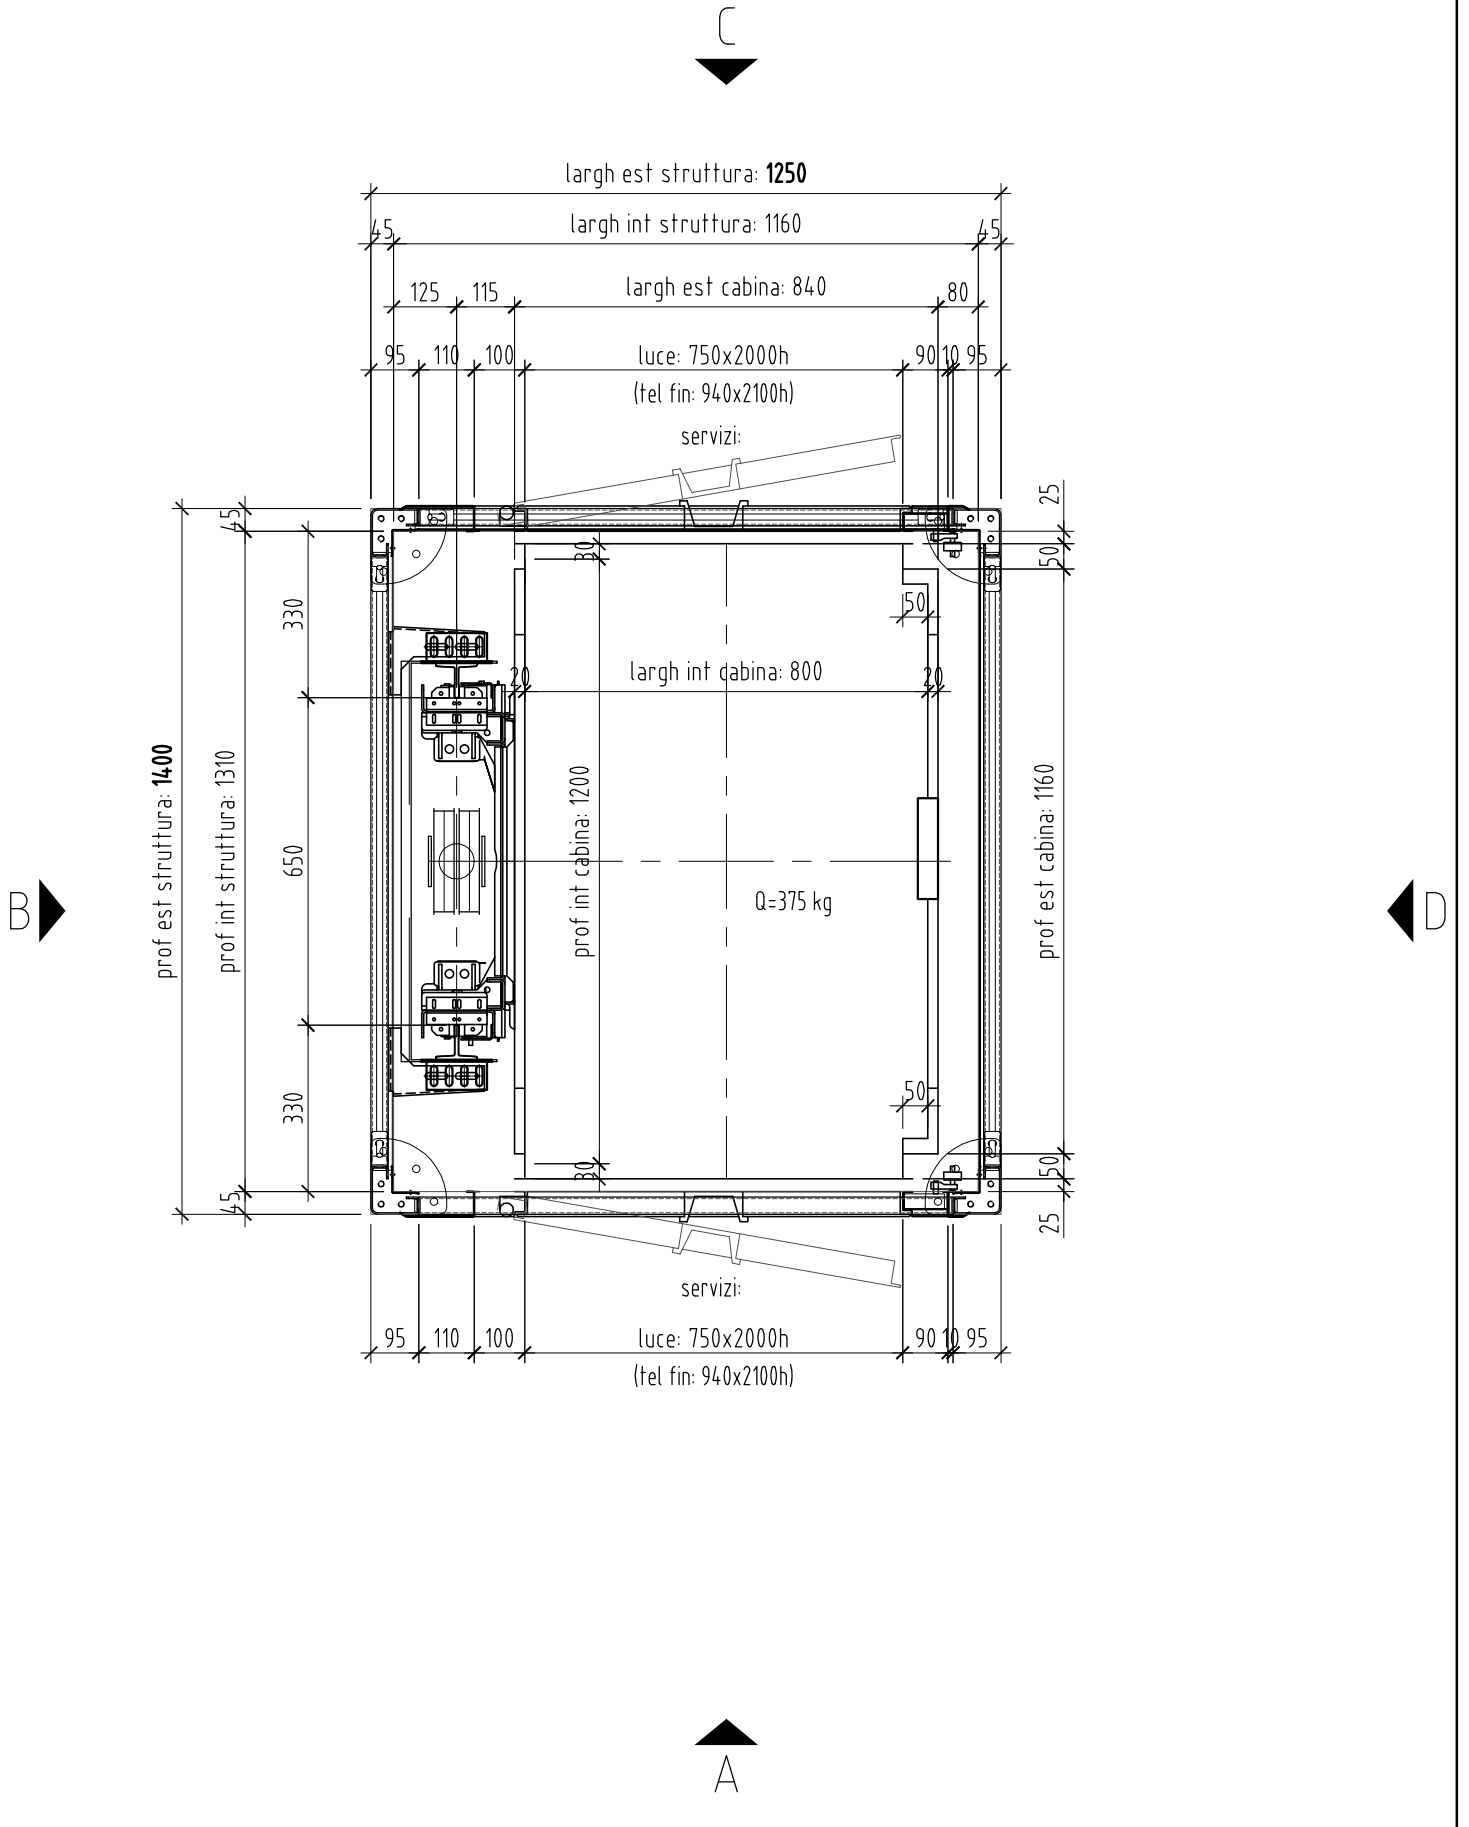 C
largh est struttura: 1250
45 largh int struttura: 1160 45
125 115 largh est cabina: 840 80
95 110 100 luce: 750x2000h 90 10 95
(tel fin: 940x2100h)
servizi:
45
25
30
50
330
50
20 largh int cabina: 800 20
prof est struttura: 1400
prof int struttura: 1310
650
prof int cabina: 1200
Q=375 kg
prof est cabina: 1160
B
D
330
50
30
50
45
25
servizi:
95 110 100 luce: 750x2000h 90 10 95
(tel fin: 940x2100h)
A